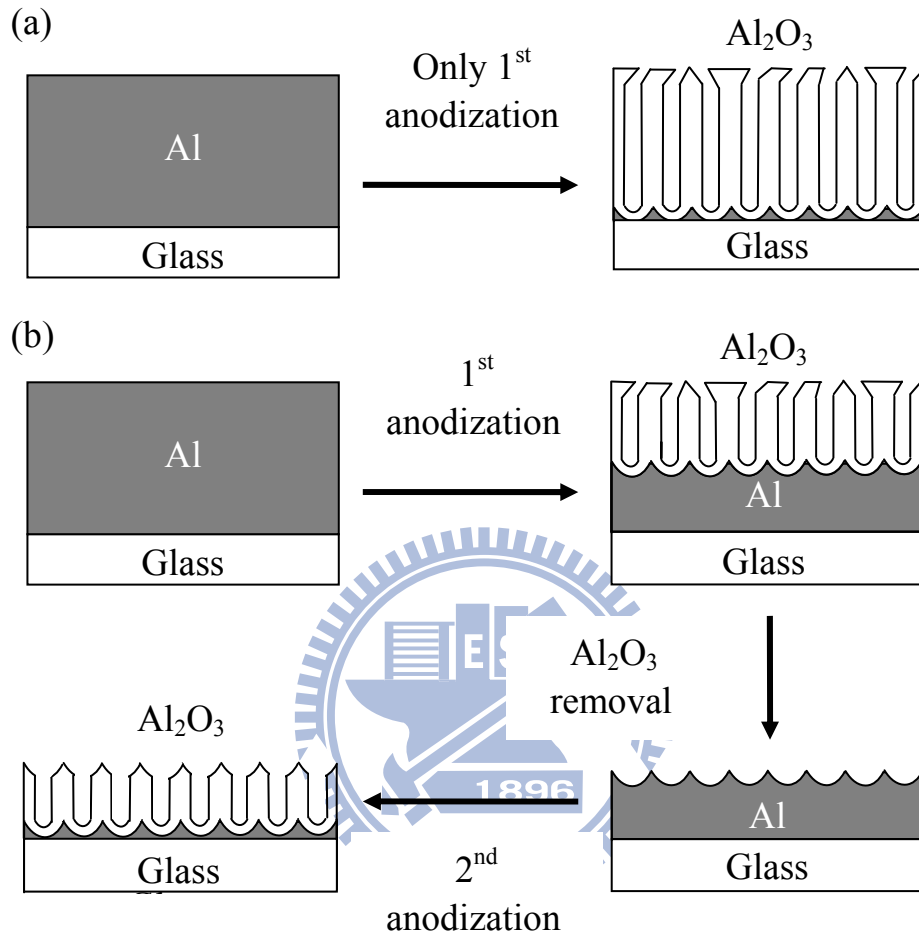 (a)
Al
Glass
Only 1st
anodization
Al2O3
Glass
(b)
Al
Glass
1st
anodization
Al2O3
Al
Glass
Al2O3
removal
Al
Glass
2nd
anodization
Al2O3
Glass
1896